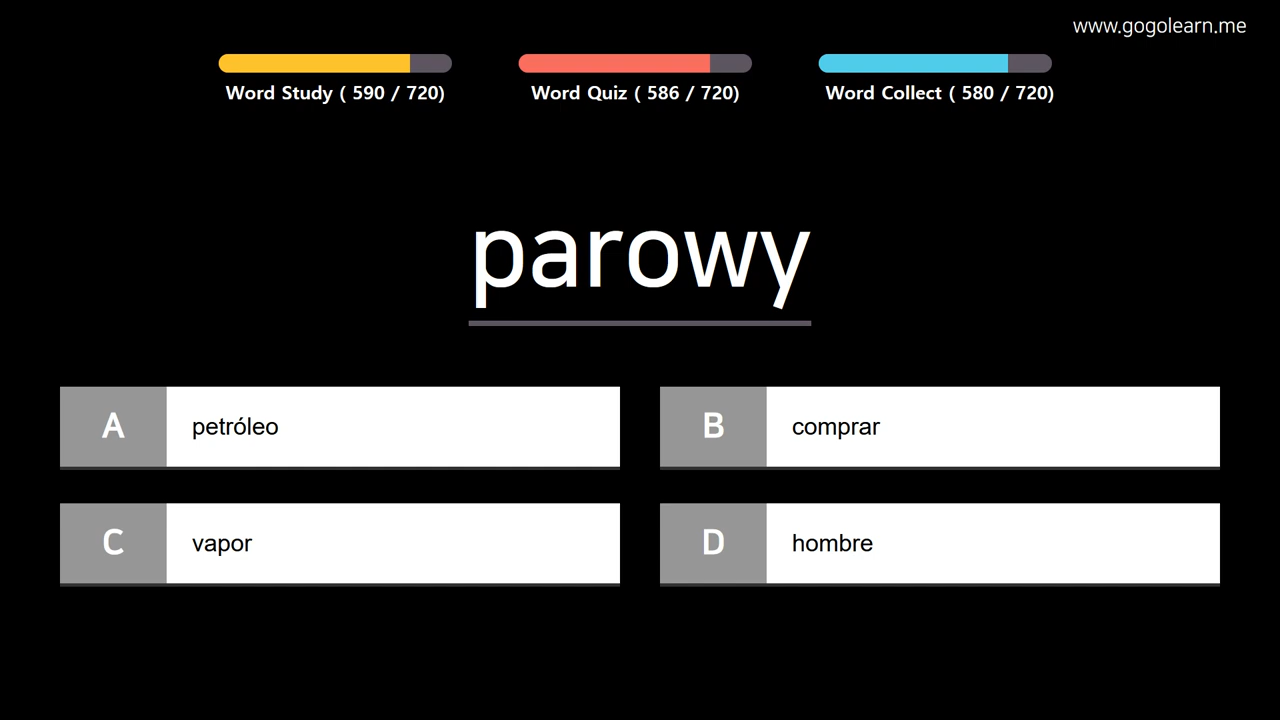 www.gogolearn.me
Word Study ( 590 / 720)
Word Quiz ( 586 / 720)
Word Collect ( 580 / 720)
parowy
A petróleo
B comprar
C vapor
D hombre